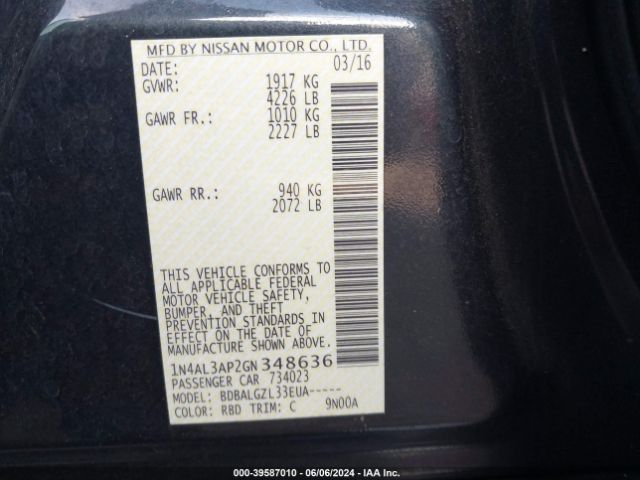 MFD BY NISSAN MOTOR CO., LTD.
DATE: 03/16
GVWR: 1917 KG
4226 LB
GAWR FR.: 1010 KG
2227 LB
GAWR RR.: 940 KG
2072 LB
THIS VEHICLE CONFORMS TO
ALL APPLICABLE FEDERAL
MOTOR VEHICLE SAFETY,
BUMPER, AND THEFT
PREVENTION STANDARDS IN
EFFECT ON THE DATE OF
MANUFACTURE SHOWN ABOVE.
1N4AL3AP2GN348636
PASSENGER CAR 734023
MODEL: BDBALGZL33EUA-----
COLOR: RBD TRIM: C 9N00A
000-39587010 - 06/06/2024 - IAA Inc.